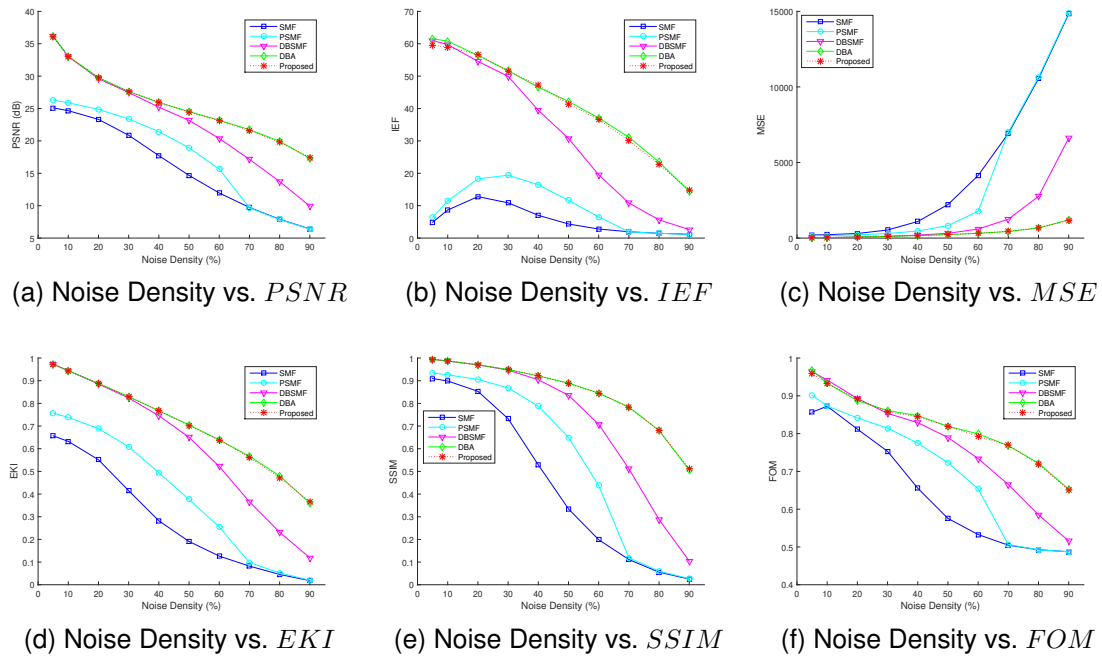 40
35
30
25
20
15
10
5
PSNR (dB)
10 20 30 40 50 60 70 80 90
Noise Density (%)
SMF
PSMF
DBSMF
DBA
Proposed
(a) Noise Density vs. PSNR
70
60
50
40
30
20
10
0
IEF
10 20 30 40 50 60 70 80 90
Noise Density (%)
SMF
PSMF
DBSMF
DBA
Proposed
(b) Noise Density vs. IEF
15000
10000
5000
0
MSE
10 20 30 40 50 60 70 80 90
Noise Density (%)
SMF
PSMF
DBSMF
DBA
Proposed
(c) Noise Density vs. MSE
1
0.9
0.8
0.7
0.6
0.5
0.4
0.3
0.2
0.1
0
EKI
10 20 30 40 50 60 70 80 90
Noise Density (%)
SMF
PSMF
DBSMF
DBA
Proposed
(d) Noise Density vs. EKI
1
0.9
0.8
0.7
0.6
0.5
0.4
0.3
0.2
0.1
0
SSIM
10 20 30 40 50 60 70 80 90
Noise Density (%)
SMF
PSMF
DBSMF
DBA
Proposed
(e) Noise Density vs. SSIM
1
0.9
0.8
0.7
0.6
0.5
0.4
FOM
10 20 30 40 50 60 70 80 90
Noise Density (%)
SMF
PSMF
DBSMF
DBA
Proposed
(f) Noise Density vs. FOM